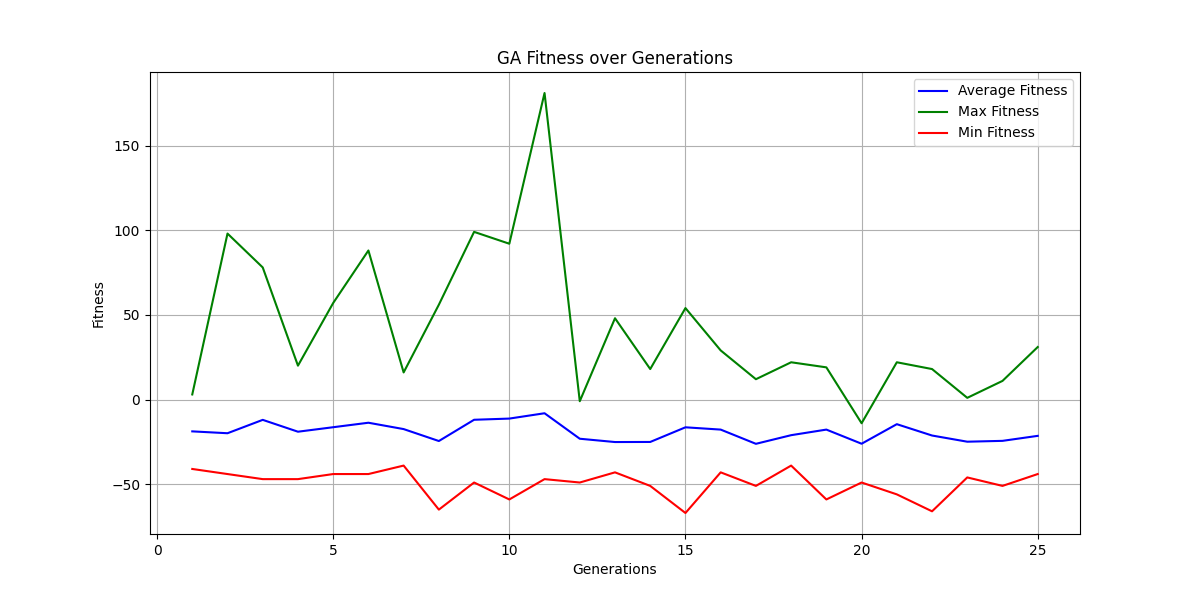 GA Fitness over Generations
Average Fitness
Max Fitness
Min Fitness
150
100
50
0
−50
Fitness
0 5 10 15 20 25
Generations